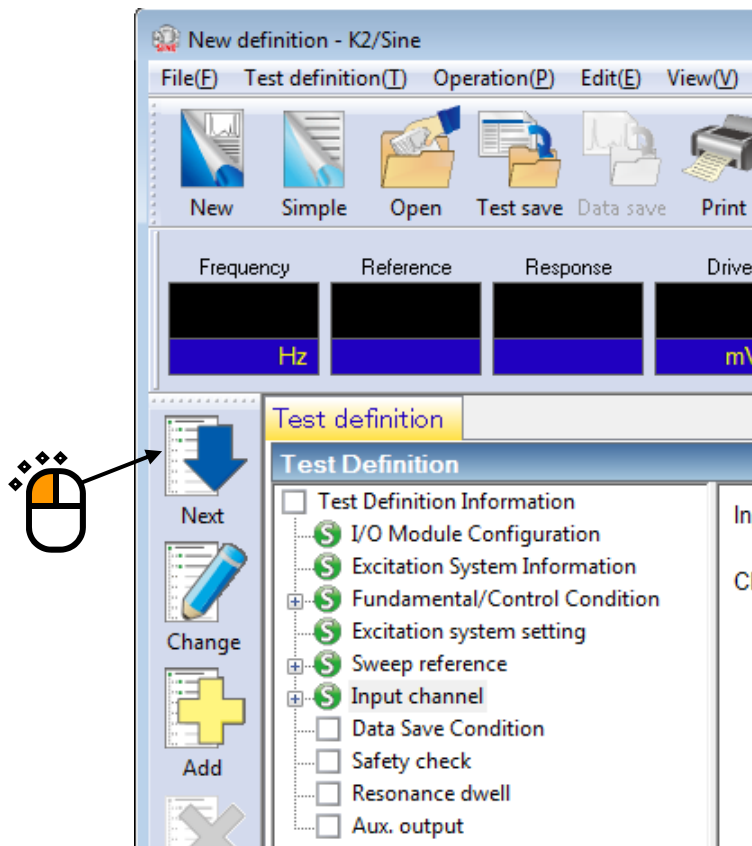 New definition - K2/Sine
File(F) Test definition(T) Operation(P) Edit(E) View(V)
New Simple Open Test save Data save Print
Frequency Reference Response Drive
Hz
Test definition
Test Definition
Next
Change
Add
Test Definition Information
I/O Module Configuration
Excitation System Information
Fundamental/Control Condition
Excitation system setting
Sweep reference
Input channel
Data Save Condition
Safety check
Resonance dwell
Aux. output